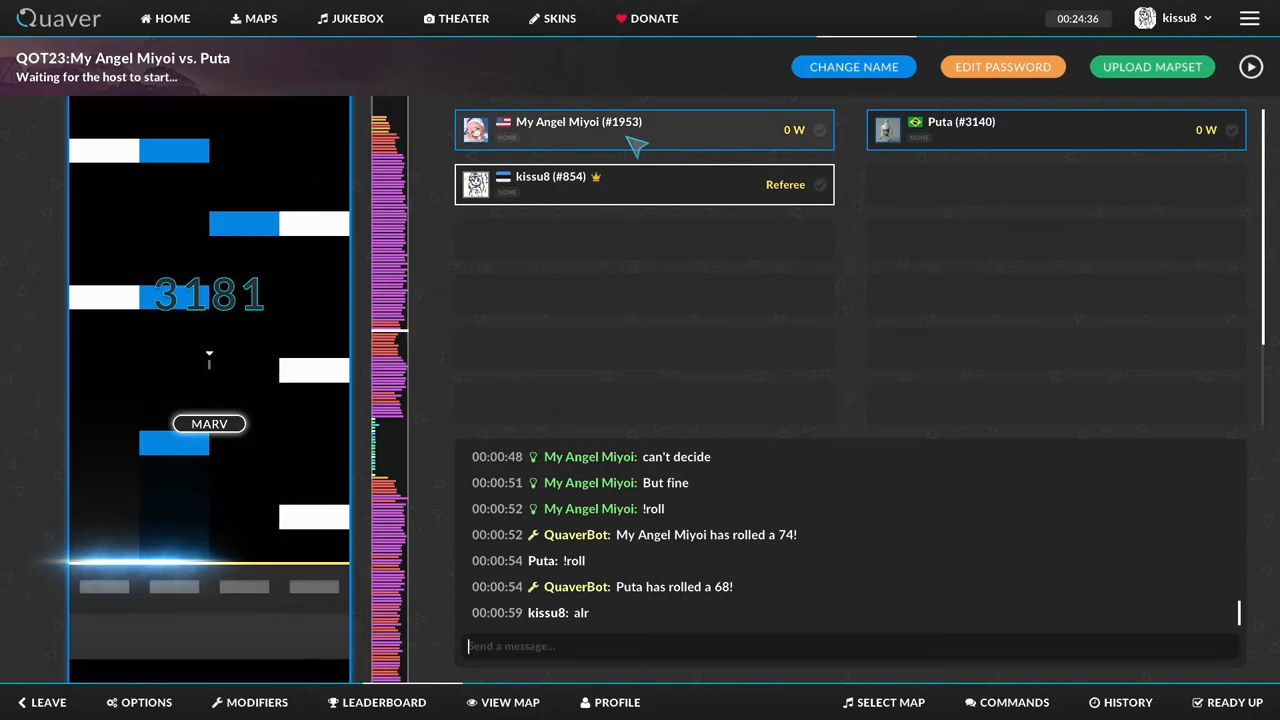 Quaver HOME MAPS JUKEBOX THEATER SKINS DONATE 00:24:36 kissu8
QOT23:My Angel Miyoi vs. Puta
Waiting for the host to start...
CHANGE NAME EDIT PASSWORD UPLOAD MAPSET
My Angel Miyoi (#1953)
NONE
0 W
Puta (#3140)
NONE
0 W
kissu8 (#854)
NONE
Referee
3181
MARV
00:00:48 My Angel Miyoi: can't decide
00:00:51 My Angel Miyoi: But fine
00:00:52 My Angel Miyoi: !roll
00:00:52 QuaverBot: My Angel Miyoi has rolled a 74!
00:00:54 Puta: !roll
00:00:54 QuaverBot: Puta has rolled a 68!
00:00:59 kissu8: alr
Send a message...
LEAVE OPTIONS MODIFIERS LEADERBOARD VIEW MAP PROFILE SELECT MAP COMMANDS HISTORY READY UP